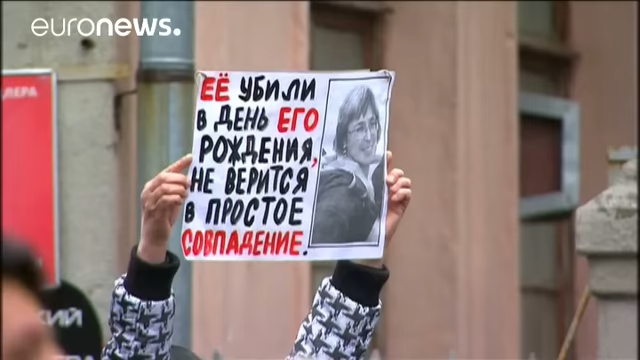 euronews.
ЛЕРА
ЕЁ УБИЛИ
В ДЕНЬ ЕГО
РОЖДЕНИЯ,
НЕ ВЕРИТСЯ
В ПРОСТОЕ
СОВПАДЕНИЕ.
КИЙ